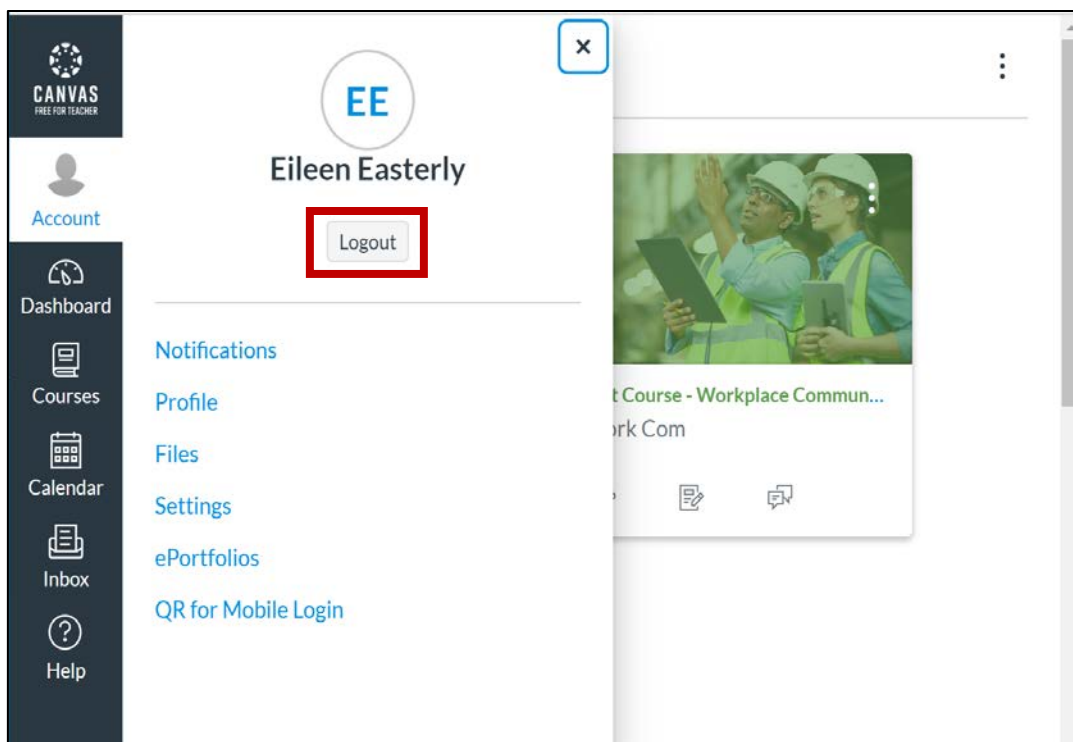 CANVAS
FREE FOR TEACHER
Account
Dashboard
Courses
Calendar
Inbox
Help
EE
Eileen Easterly
Logout
Notifications
Profile
Files
Settings
ePortfolios
QR for Mobile Login
t Course - Workplace Commun...
ork Com